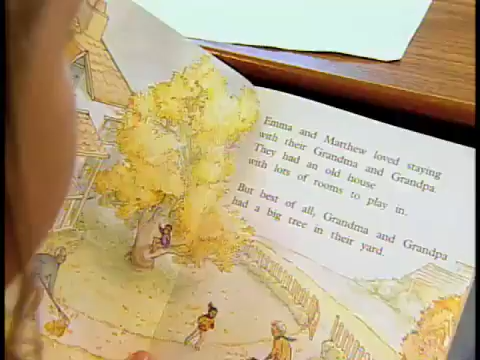 Emma and Matthew loved staying
with their Grandma and Grandpa.
They had an old house
with lots of rooms to play in.
But best of all, Grandma and Grandpa
had a big tree in their yard.